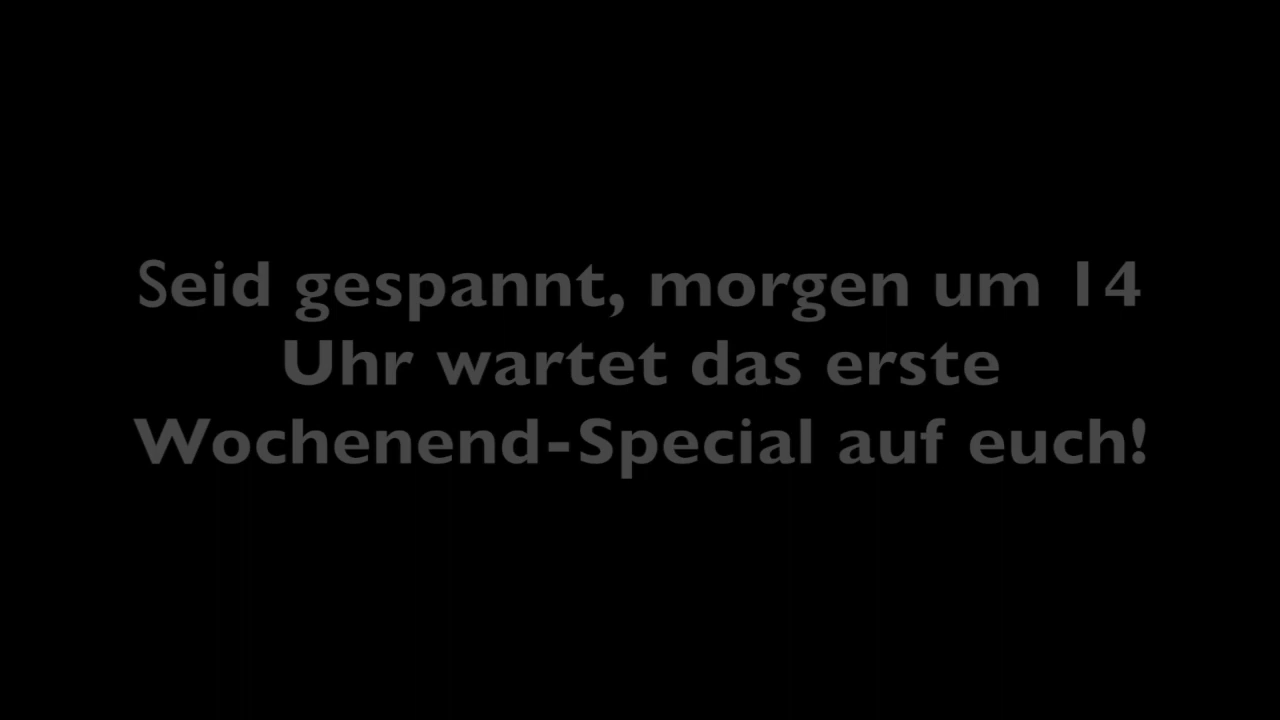 Seid gespannt, morgen um 14
Uhr wartet das erste
Wochenend-Special auf euch!